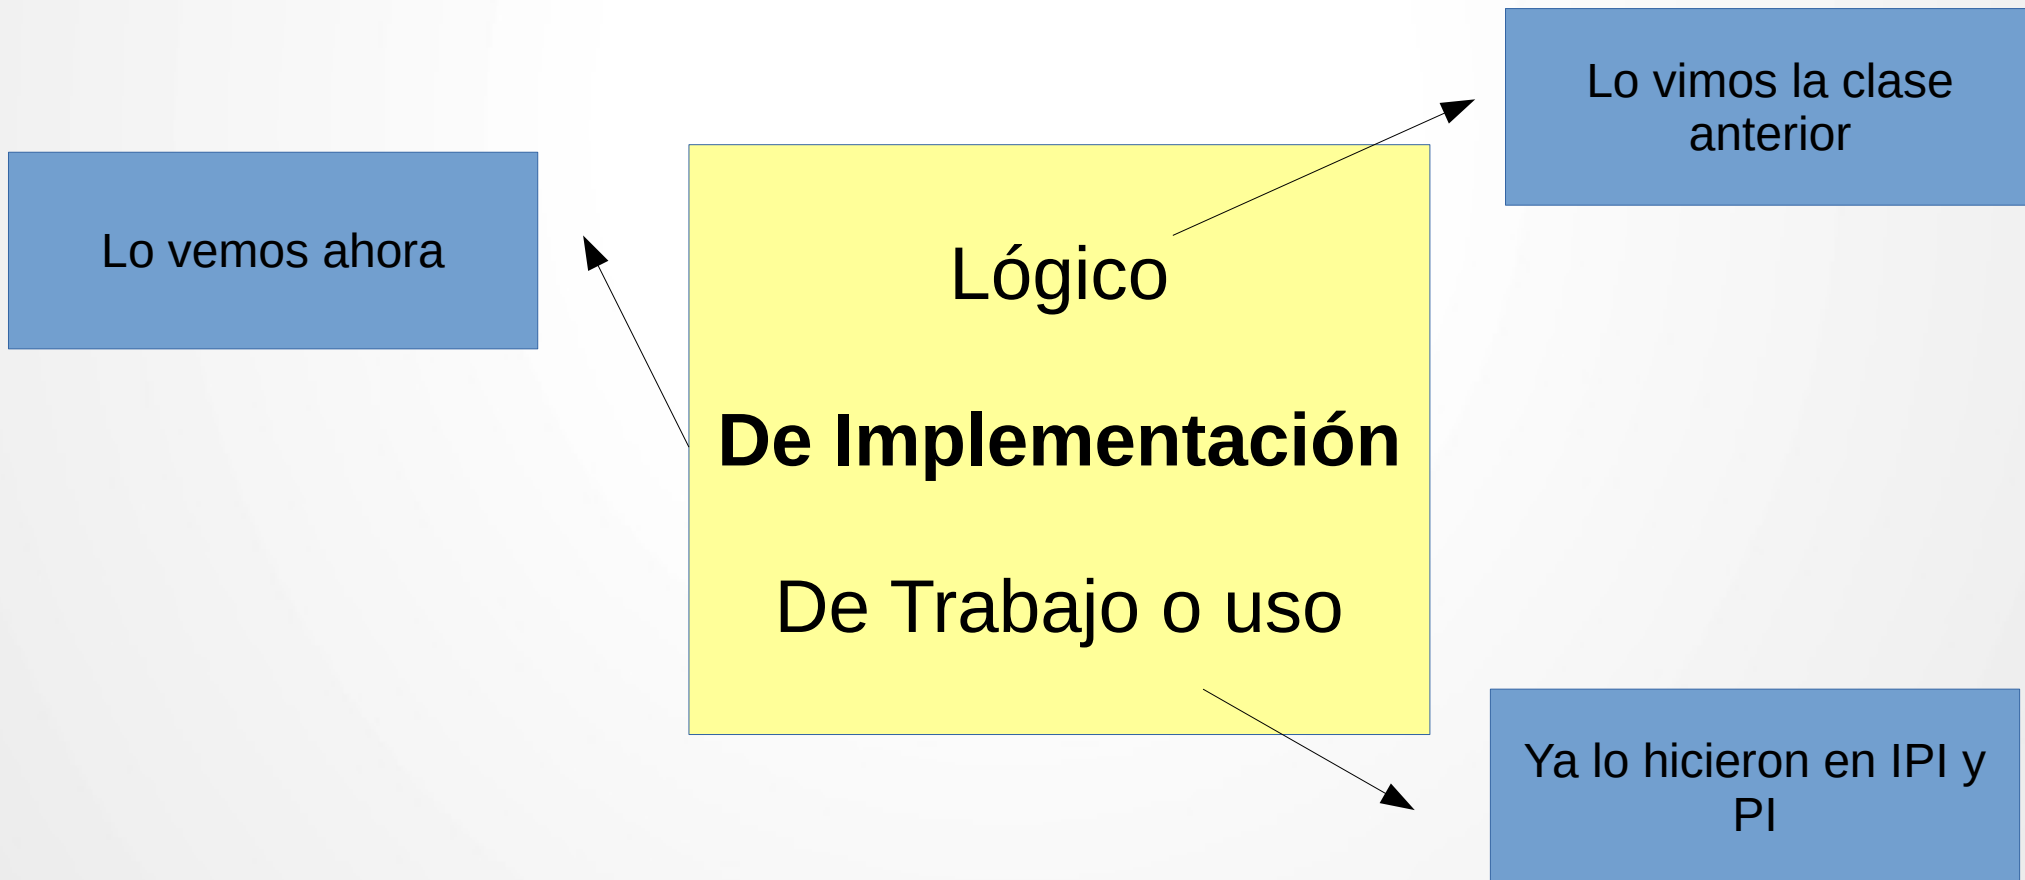 Lo vimos la clase
anterior
Lo vemos ahora
Lógico
De Implementación
De Trabajo o uso
Ya lo hicieron en IPI y
PI